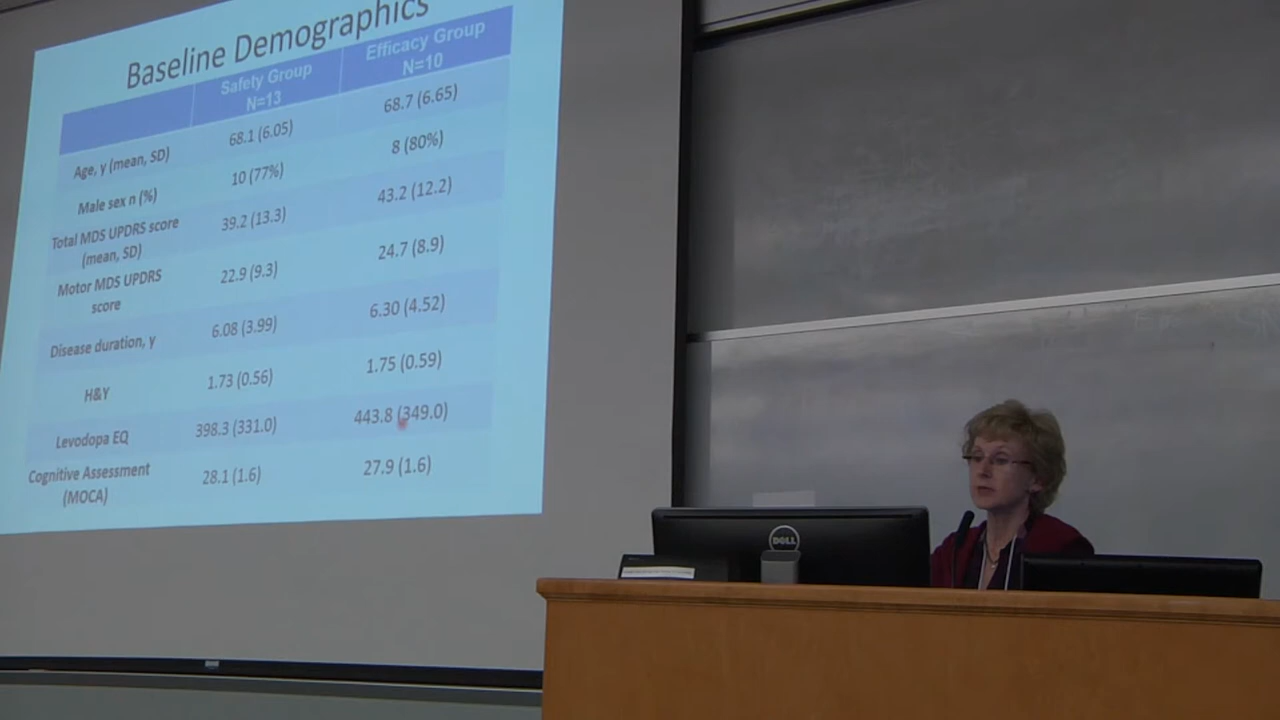 Baseline Demographics
Safety Group
N=13
Efficacy Group
N=10
Age, y (mean, SD)
68.1 (6.05)
68.7 (6.65)
Male sex n (%)
10 (77%)
8 (80%)
Total MDS UPDRS score
(mean, SD)
39.2 (13.3)
43.2 (12.2)
Motor MDS UPDRS
score
22.9 (9.3)
24.7 (8.9)
Disease duration, y
6.08 (3.99)
6.30 (4.52)
H&Y
1.73 (0.56)
1.75 (0.59)
Levodopa EQ
398.3 (331.0)
443.8 (349.0)
Cognitive Assessment
(MOCA)
28.1 (1.6)
27.9 (1.6)
DELL